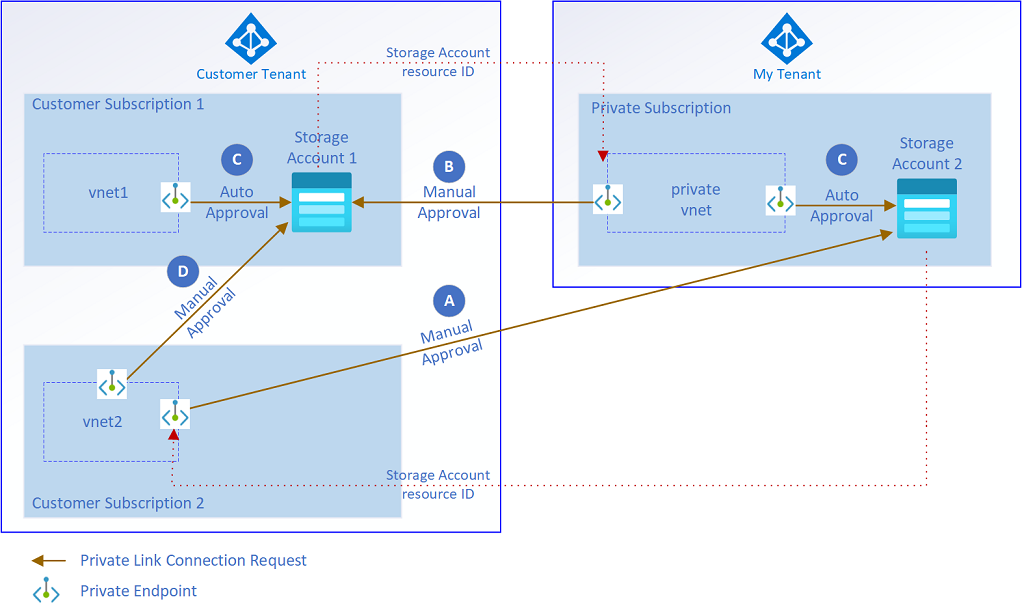 Customer Tenant
My Tenant
Storage Account
resource ID
Customer Subscription 1
Private Subscription
vnet1
C
Auto
Approval
Storage
Account 1
B
Manual
Approval
private
vnet
C
Auto
Approval
Storage
Account 2
D
Manual
Approval
A
Manual
Approval
vnet2
Customer Subscription 2
Storage Account
resource ID
Private Link Connection Request
Private Endpoint